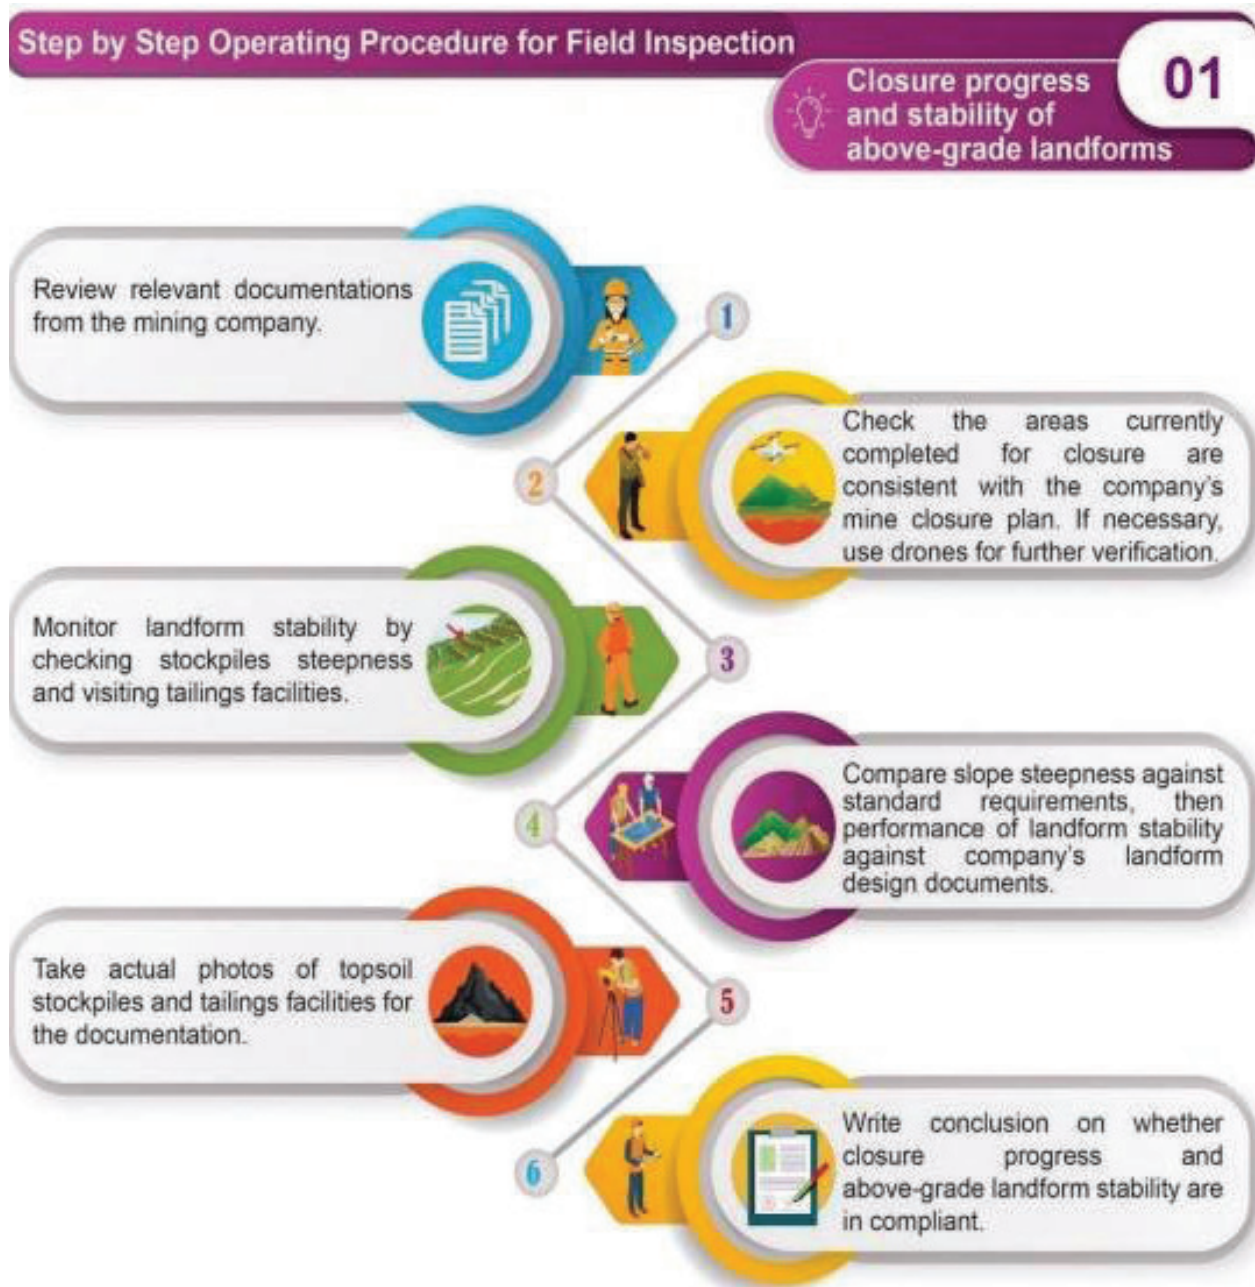 Step by Step Operating Procedure for Field Inspection
01
Closure progress
and stability of
above-grade landforms
Review relevant documentations
from the mining company.
1
2
Check the areas currently
completed for closure are
consistent with the company's
mine closure plan. If necessary,
use drones for further verification.
Monitor landform stability by
checking stockpiles steepness
and visiting tailings facilities.
3
4
Compare slope steepness against
standard requirements, then
performance of landform stability
against company's landform
design documents.
Take actual photos of topsoil
stockpiles and tailings facilities for
the documentation.
5
6
Write conclusion on whether
closure progress and
above-grade landform stability are
in compliant.